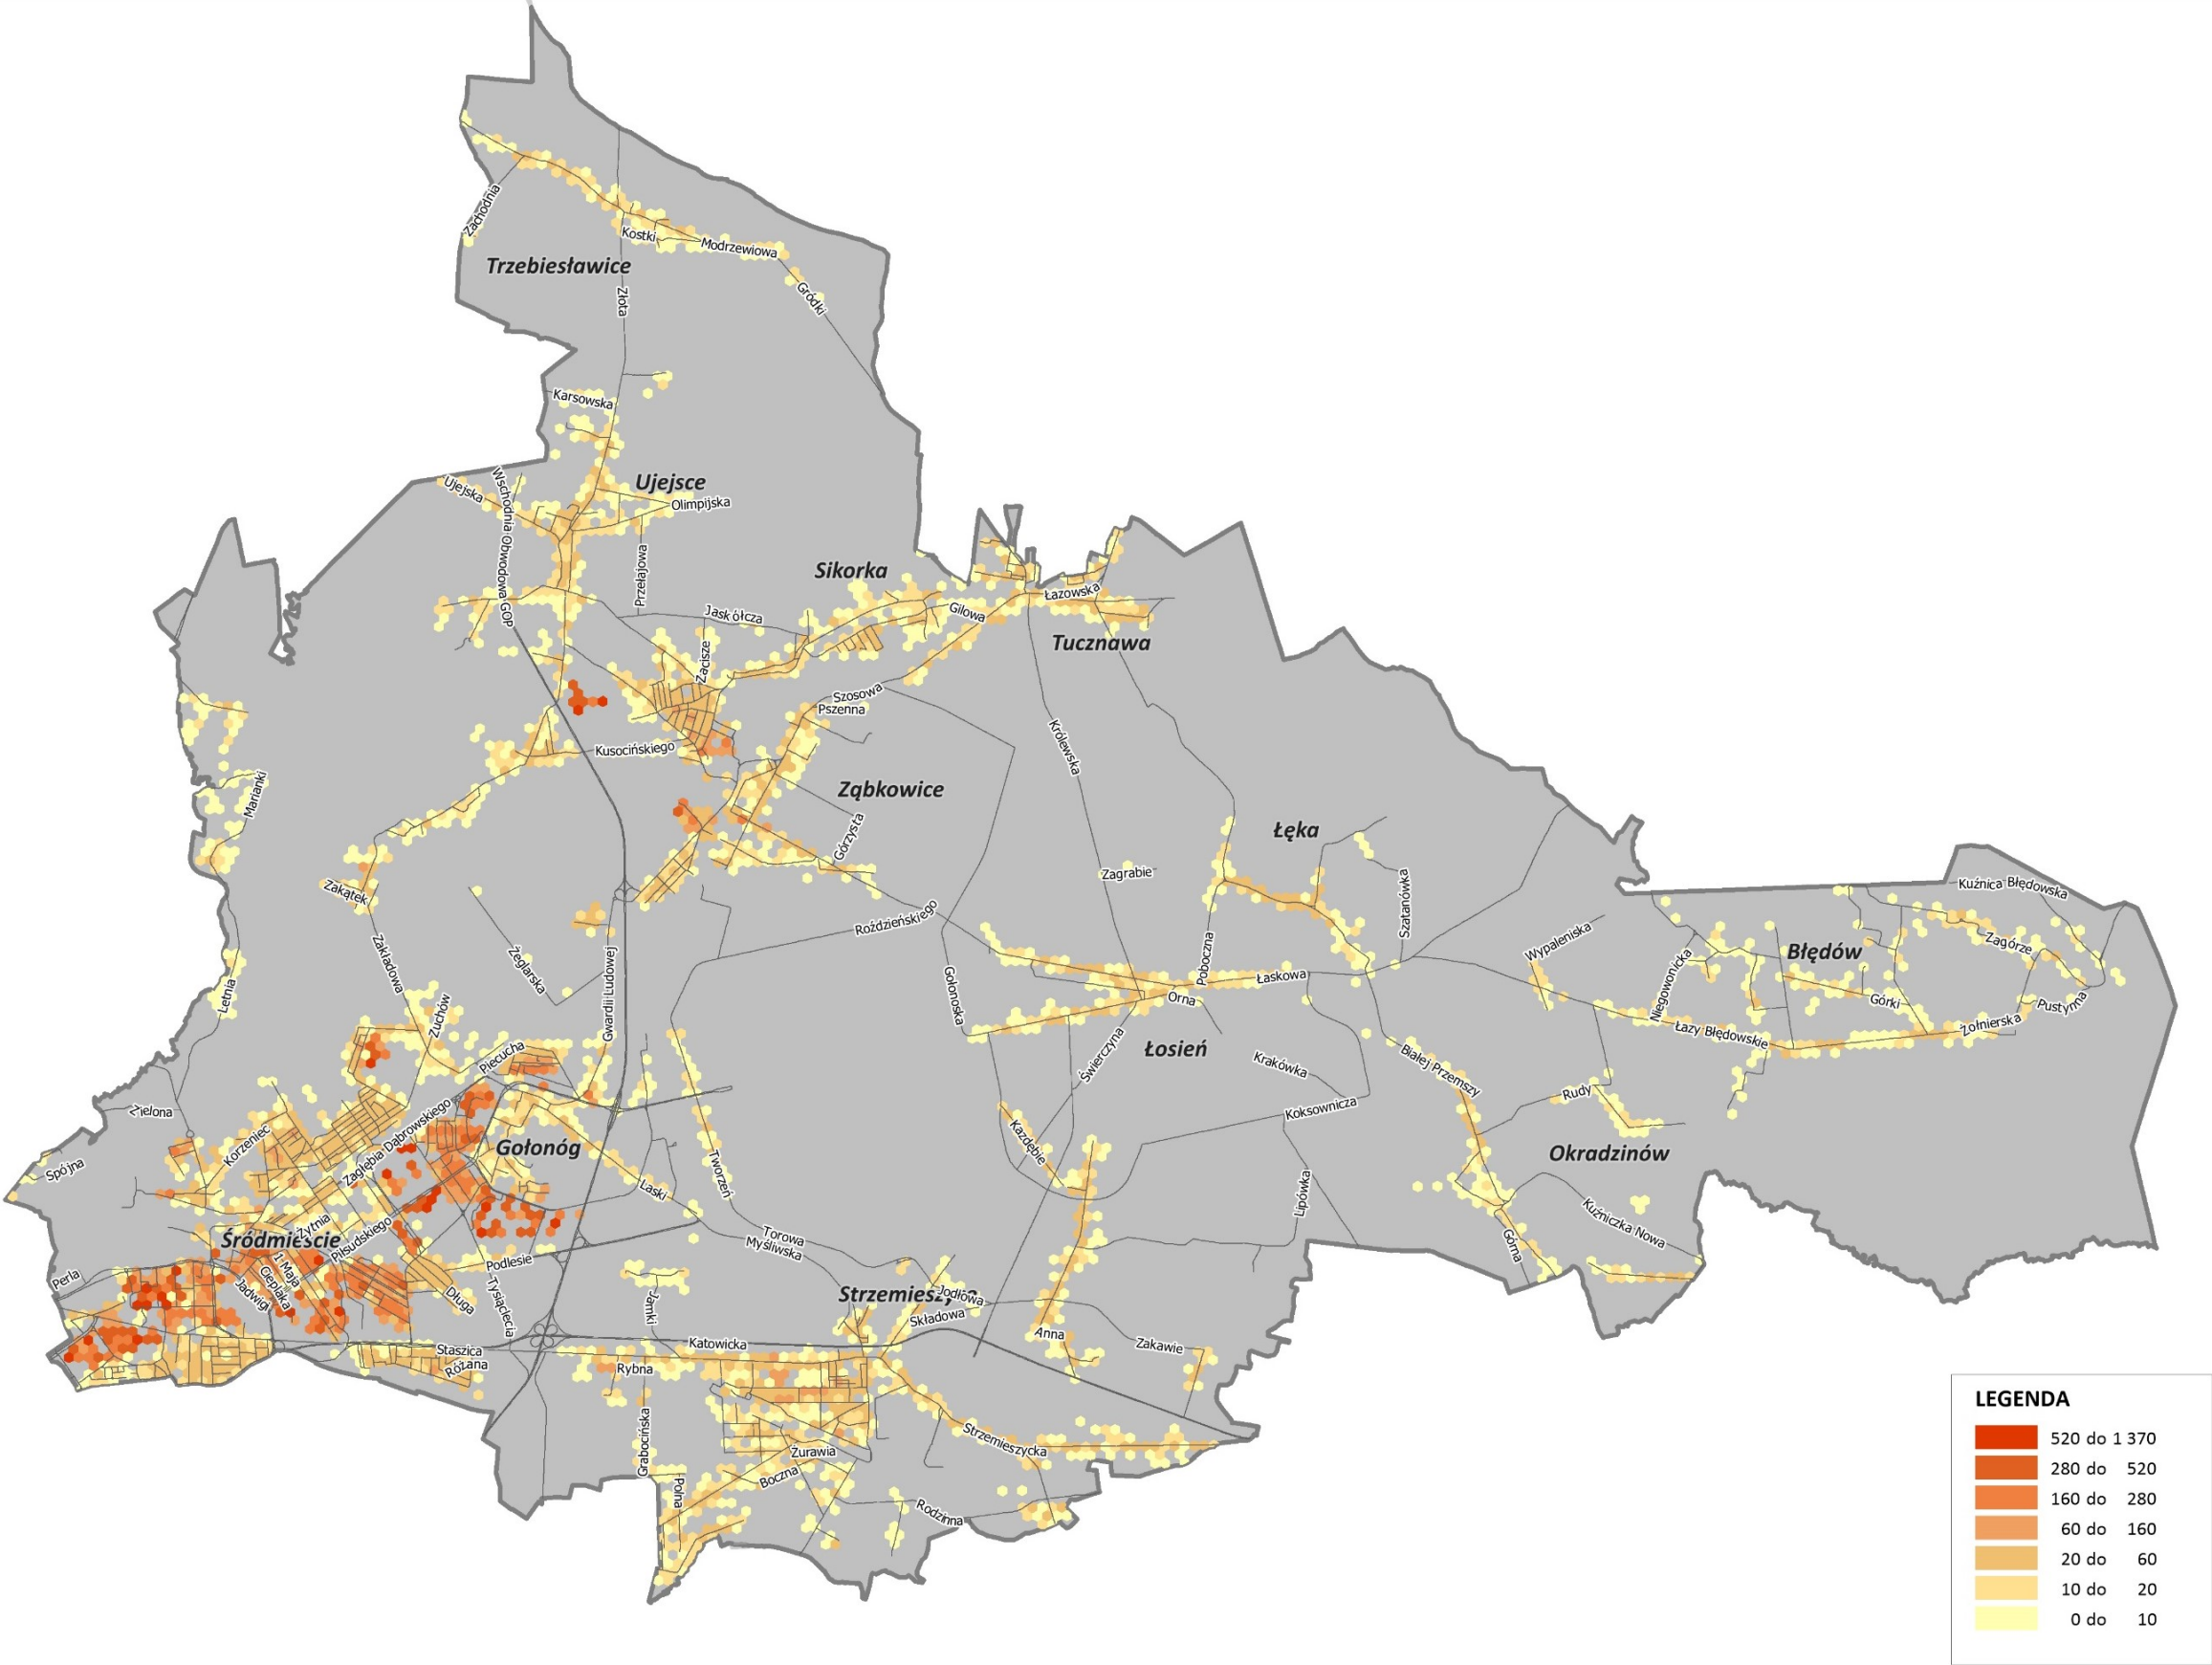 Zachodnia
Kostki
Modrzewiowa
Trzebiesławice
Złota
Gródki
Karsowska
Ujejska
Wschodnia Obwodowa GOP
Ujejsce
Olimpijska
Przełajowa
Sikorka
Jaskółcza
Gilowa
Łazowska
Tucznawa
Zacisze
Szosowa
Pszenna
Kusocińskiego
Królewska
Ząbkowice
Marianki
Górzysta
Łęka
Zagrabie
Zakątek
Szatanówka
Kuźnica Błędowska
Roździeńskiego
Zakładowa
Żeglarska
Gwardii Ludowej
Gołonoska
Poboczna
Łaskowa
Orna
Wypaleniska
Niegowonicka
Błędów
Zagórze
Górki
Pustynna
Żołnierska
Łazy Błędowskie
Letnia
Zuchów
Piecucha
Świerczyna
Łosień
Krakówka
Białej Przemszy
Rudy
Koksownicza
Zielona
Korzeniec
Zagłębia Dąbrowskiego
Gołonóg
Kazdębie
Okradzinów
Spójna
Tworzeń
Laski
Lipówka
Kuźniczka Nowa
Górna
Żytnia
Piłsudskiego
Śródmieście
Torowa
Myśliwska
Podlesie
Perla
1 Maja
Cieplaka
Jadwigi
Długa
Tysiąclecia
Jamki
Jodłowa
Składowa
Katowicka
Anna
Zakawie
Staszica
Różana
Rybna
Grabocińska
Strzemieszycka
Żurawia
Boczna
Polna
Rodzinna
LEGENDA
520 do 1 370
280 do 520
160 do 280
60 do 160
20 do 60
10 do 20
0 do 10